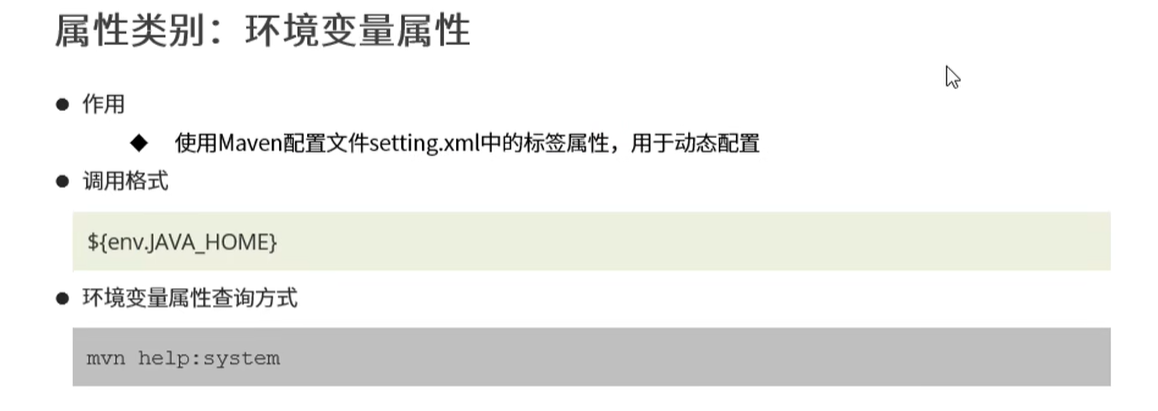 属性类别：环境变量属性
● 作用
◆ 使用Maven配置文件setting.xml中的标签属性，用于动态配置
● 调用格式
${env.JAVA_HOME}
● 环境变量属性查询方式
mvn help:system